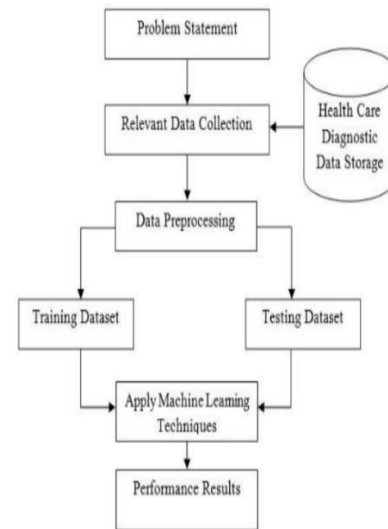 Problem Statement
Relevant Data Collection
Health Care
Diagnostic
Data Storage
Data Preprocessing
Training Dataset
Testing Dataset
Apply Machine Learning
Techniques
Performance Results